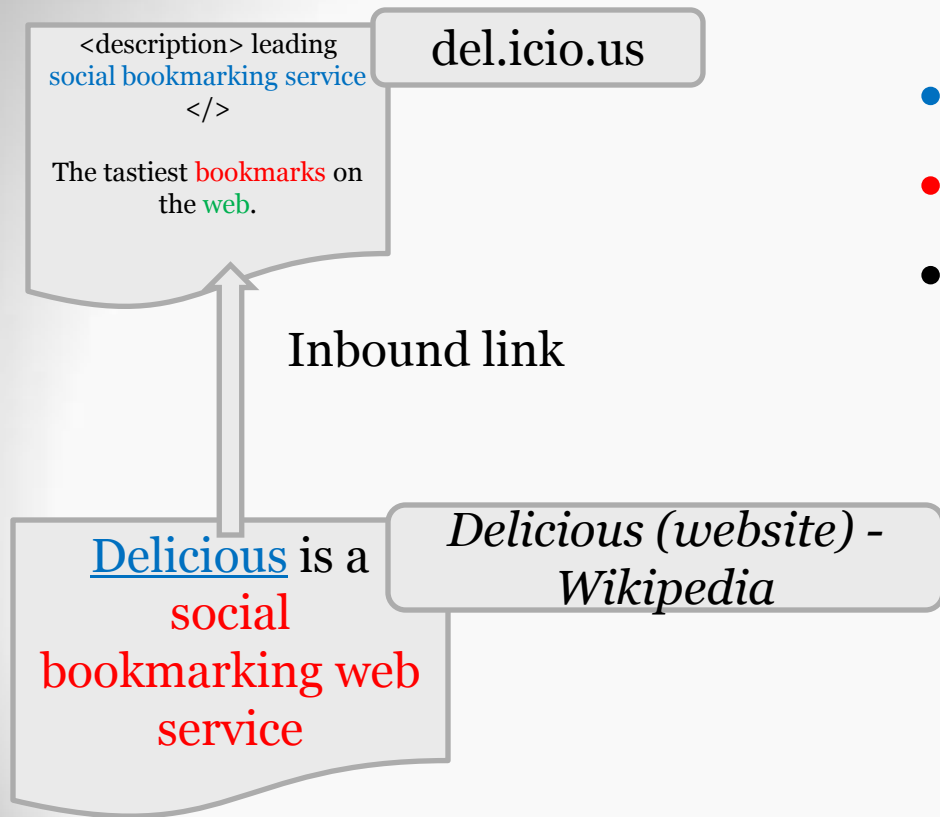 <description> leading
social bookmarking service
</>
The tastiest bookmarks on
the web.
del.icio.us
Inbound link
Delicious is a
social
bookmarking web
service
Delicious (website) -
Wikipedia